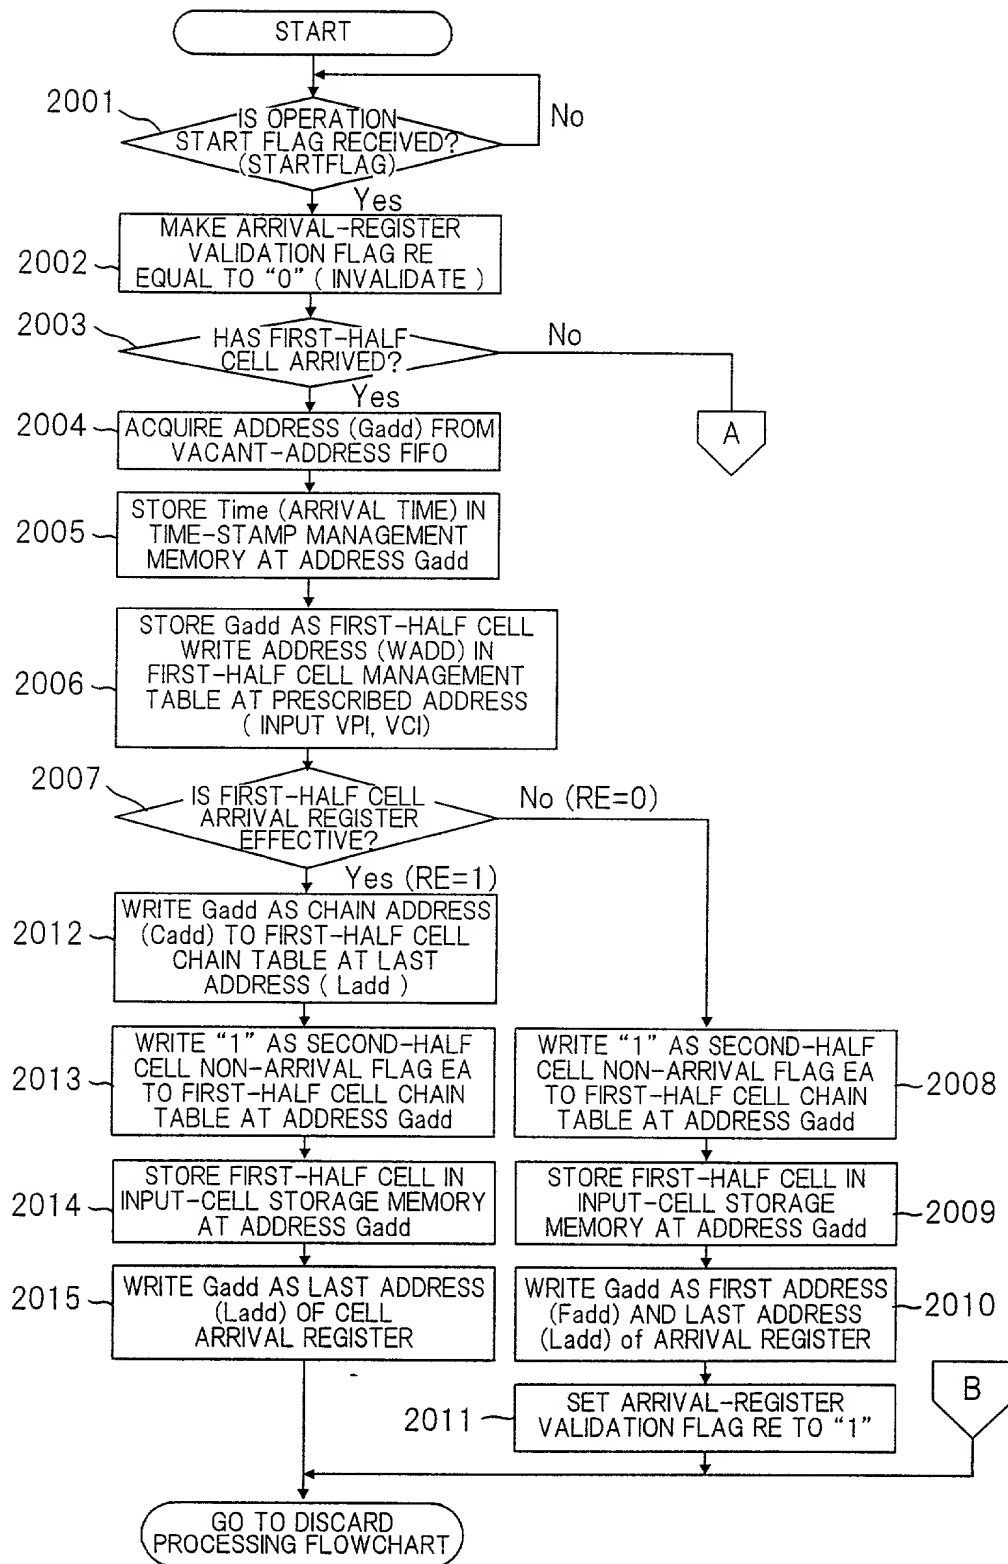 START
2001
IS OPERATION
START FLAG RECEIVED?
(STARTFLAG)
No
Yes
2002
MAKE ARRIVAL-REGISTER
VALIDATION FLAG RE
EQUAL TO “0” ( INVALIDATE )
2003
HAS FIRST-HALF
CELL ARRIVED?
No
Yes
A
2004
ACQUIRE ADDRESS (Gadd) FROM
VACANT-ADDRESS FIFO
2005
STORE Time (ARRIVAL TIME) IN
TIME-STAMP MANAGEMENT
MEMORY AT ADDRESS Gadd
2006
STORE Gadd AS FIRST-HALF CELL
WRITE ADDRESS (WADD) IN
FIRST-HALF CELL MANAGEMENT
TABLE AT PRESCRIBED ADDRESS
( INPUT VPI, VCI)
2007
IS FIRST-HALF CELL
ARRIVAL REGISTER
EFFECTIVE?
No (RE=0)
Yes (RE=1)
2012
WRITE Gadd AS CHAIN ADDRESS
(Cadd) TO FIRST-HALF CELL
CHAIN TABLE AT LAST
ADDRESS ( Ladd )
2013
WRITE “1” AS SECOND-HALF
CELL NON-ARRIVAL FLAG EA
TO FIRST-HALF CELL CHAIN
TABLE AT ADDRESS Gadd
2014
STORE FIRST-HALF CELL IN
INPUT-CELL STORAGE MEMORY
AT ADDRESS Gadd
2015
WRITE Gadd AS LAST ADDRESS
(Ladd) OF CELL
ARRIVAL REGISTER
WRITE “1” AS SECOND-HALF
CELL NON-ARRIVAL FLAG EA
TO FIRST-HALF CELL CHAIN
TABLE AT ADDRESS Gadd
2008
STORE FIRST-HALF CELL IN
INPUT-CELL STORAGE
MEMORY AT ADDRESS Gadd
2009
WRITE Gadd AS FIRST ADDRESS
(Fadd) AND LAST ADDRESS
(Ladd) of ARRIVAL REGISTER
2010
2011
SET ARRIVAL-REGISTER
VALIDATION FLAG RE TO “1”
B
GO TO DISCARD
PROCESSING FLOWCHART